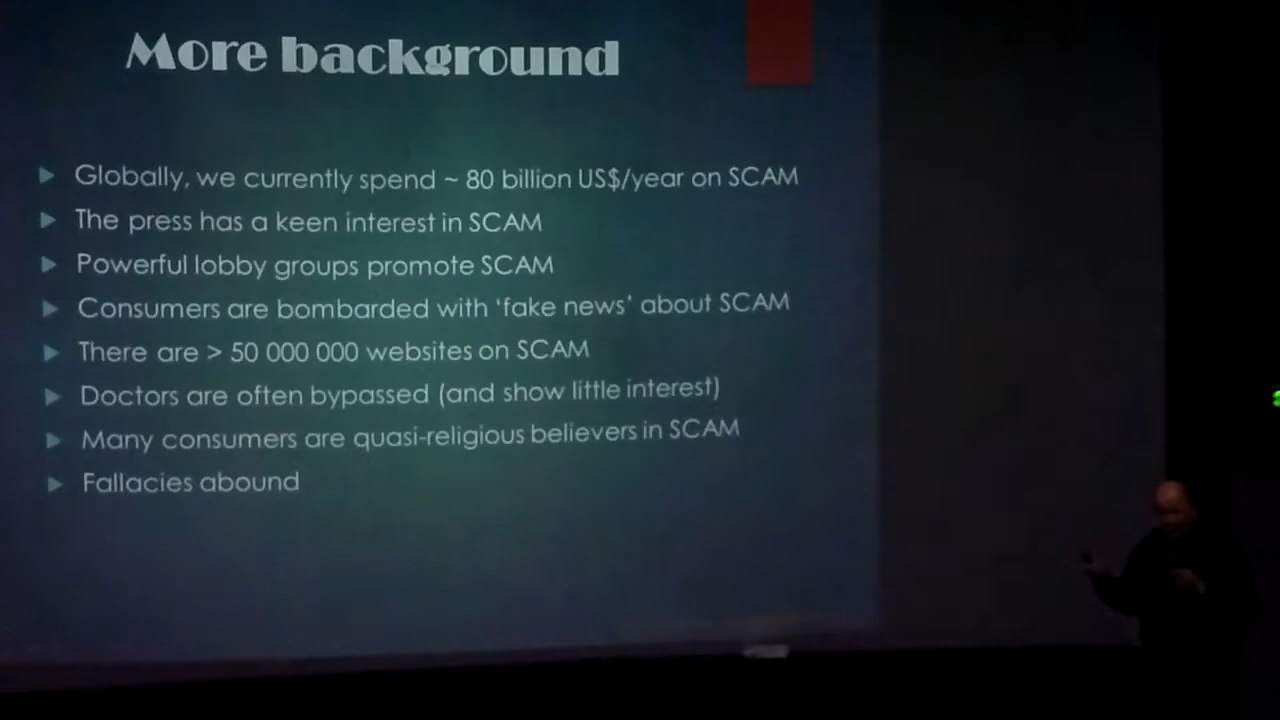 More background
Globally, we currently spend ~ 80 billion US$/year on SCAM
The press has a keen interest in SCAM
Powerful lobby groups promote SCAM
Consumers are bombarded with ‘fake news’ about SCAM
There are > 50 000 000 websites on SCAM
Doctors are often bypassed (and show little interest)
Many consumers are quasi-religious believers in SCAM
Fallacies abound